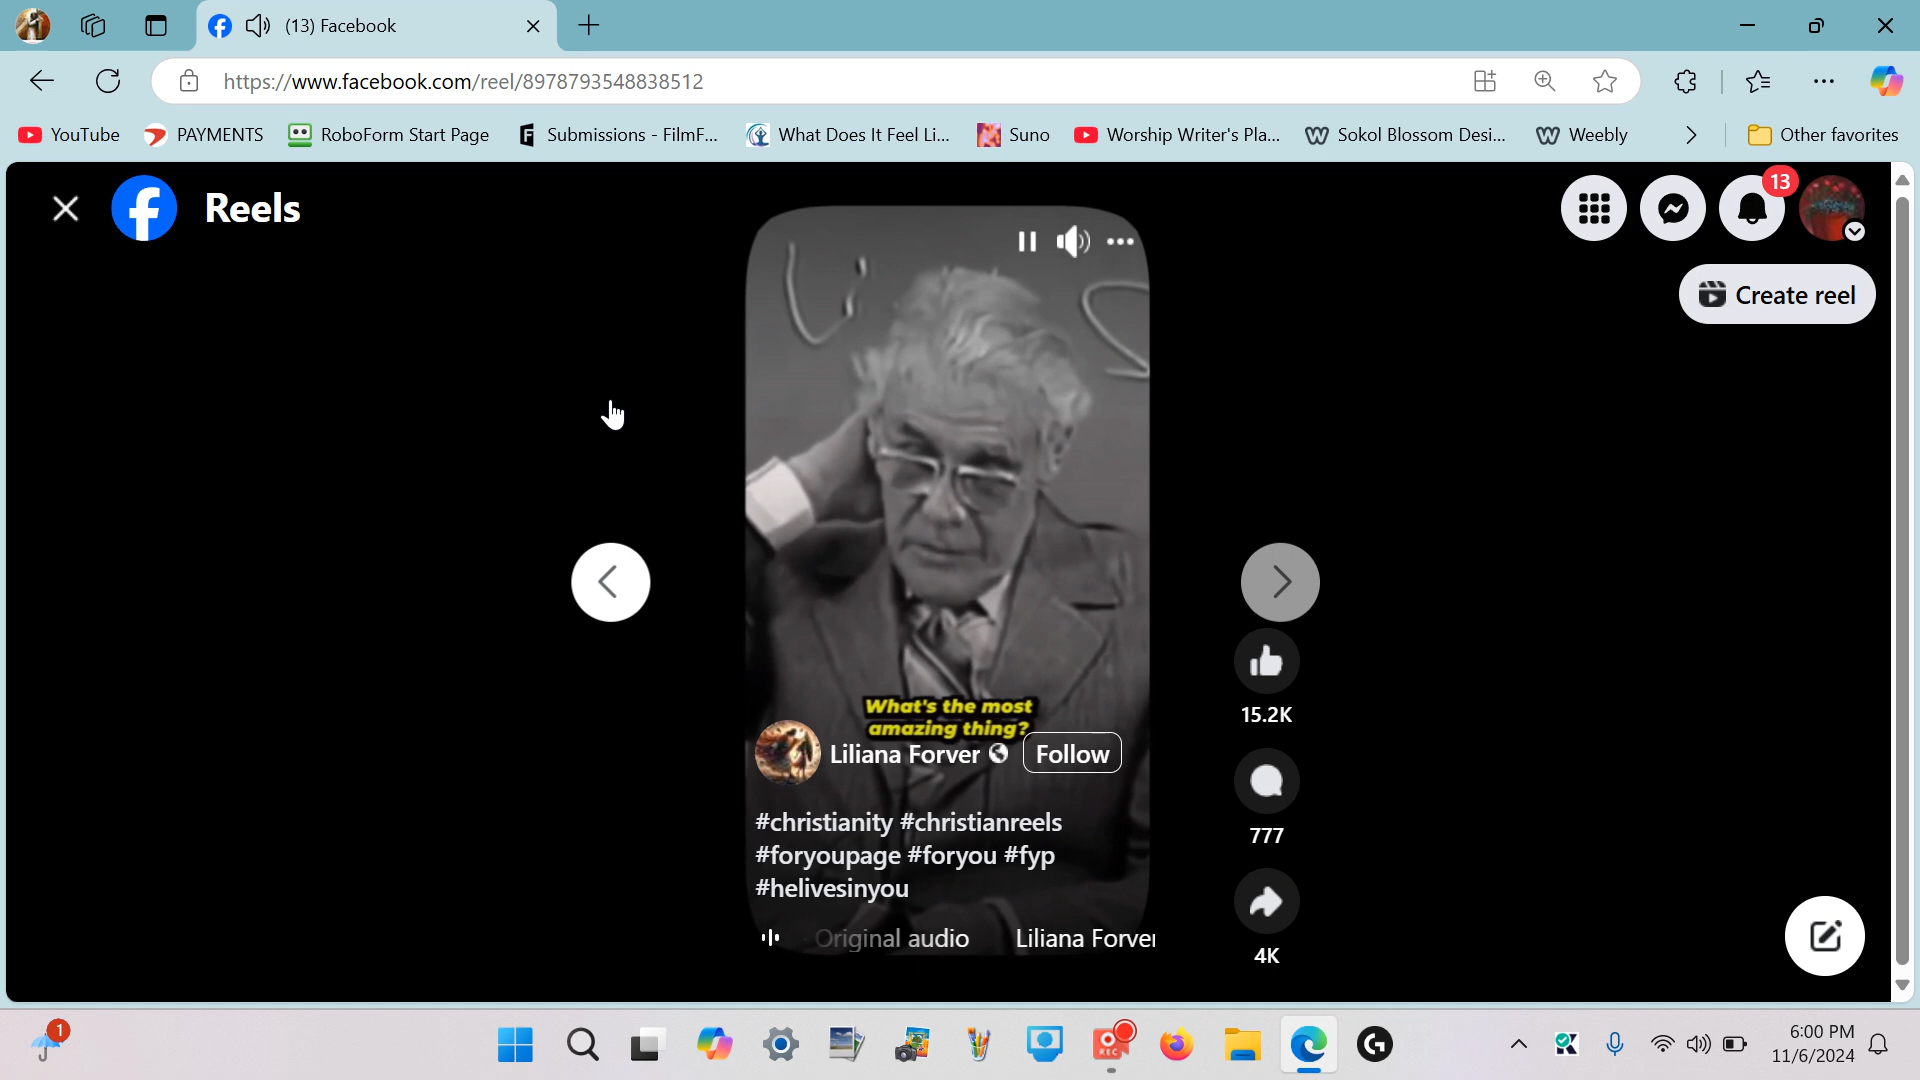 (13) Facebook
https://www.facebook.com/reel/8978793548838512
YouTube
PAYMENTS
RoboForm Start Page
Submissions - FilmF...
What Does It Feel Li...
Suno
Worship Writer's Pla...
Sokol Blossom Desi...
Weebly
Other favorites
Reels
13
Create reel
What's the most
amazing thing?
Liliana Forver
Follow
#christianity #christianreels
#foryoupage #foryou #fyp
#helivesinyou
Original audio
Liliana Forver
15.2K
777
4K
1
REC
6:00 PM
11/6/2024